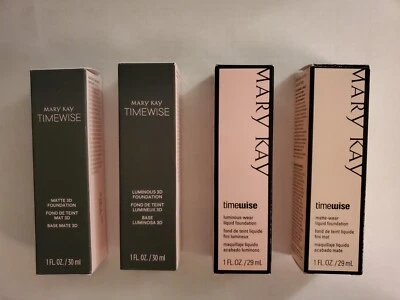 MARY KAY
TIMEWISE
MATTE 3D
FOUNDATION
FOND DE TEINT
MAT 3D
BASE MATE 3D
1 FL. OZ./30 mL
MARY KAY
TIMEWISE
LUMINOUS 3D
FOUNDATION
FOND DE TEINT
LUMINEUX 3D
BASE
LUMINOSA 3D
1 FL. OZ./30 mL
MARY KAY
timewise
luminous-wear
liquid foundation
fond de teint liquide
fini lumineux
maquillaje líquido
acabado luminoso
1 FL OZ/29 mL
MARY KAY
timewise
matte-wear
liquid foundation
fond de teint liquide
fini mat
maquillaje líquido
acabado mate
1 FL OZ/29 mL